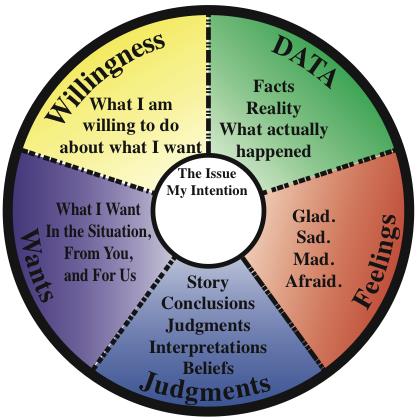 Willingness
What I am
willing to do
about what I want
DATA
Facts
Reality
What actually
happened
The Issue
My Intention
What I Want
In the Situation,
From You,
and For Us
Wants
Glad.
Sad.
Mad.
Afraid.
Feelings
Story
Conclusions
Judgments
Interpretations
Beliefs
Judgments